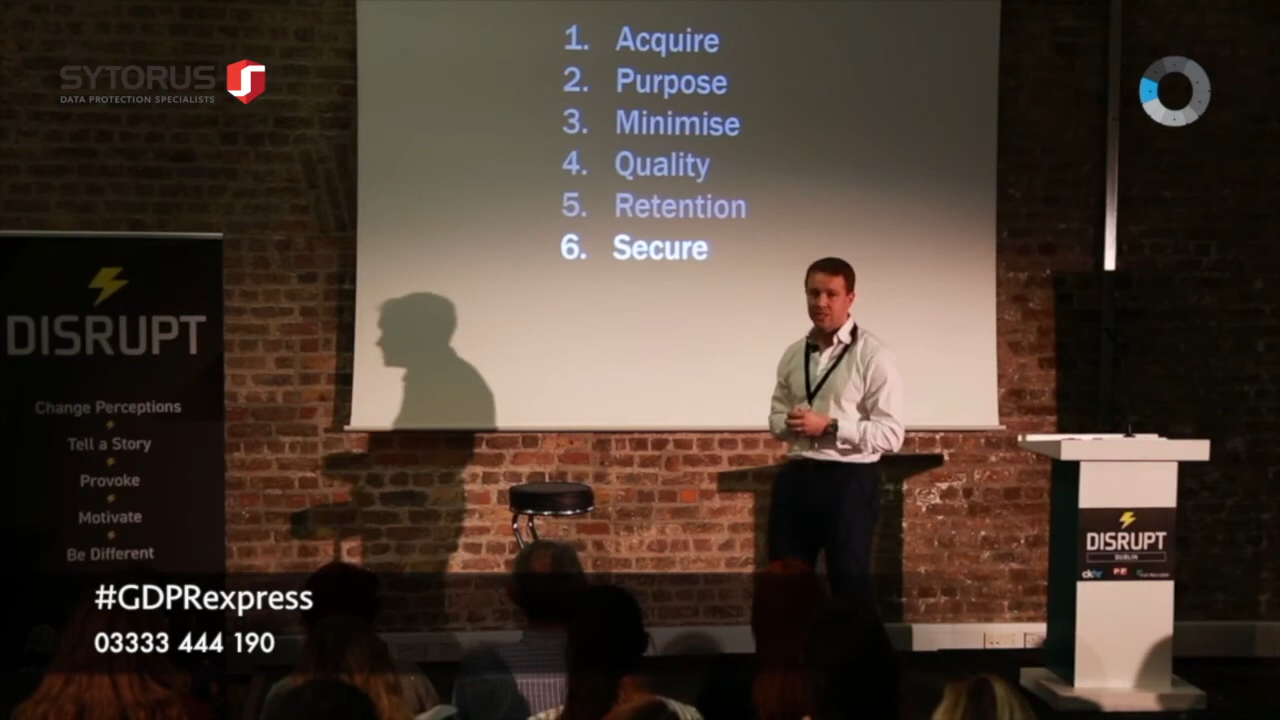 SYTORUS
DATA PROTECTION SPECIALISTS
1. Acquire
2. Purpose
3. Minimise
4. Quality
5. Retention
6. Secure
DISRUPT
Change Perceptions
Tell a Story
Provoke
Motivate
Be Different
DISRUPT
DUBLIN
#GDPRexpress
03333 444 190